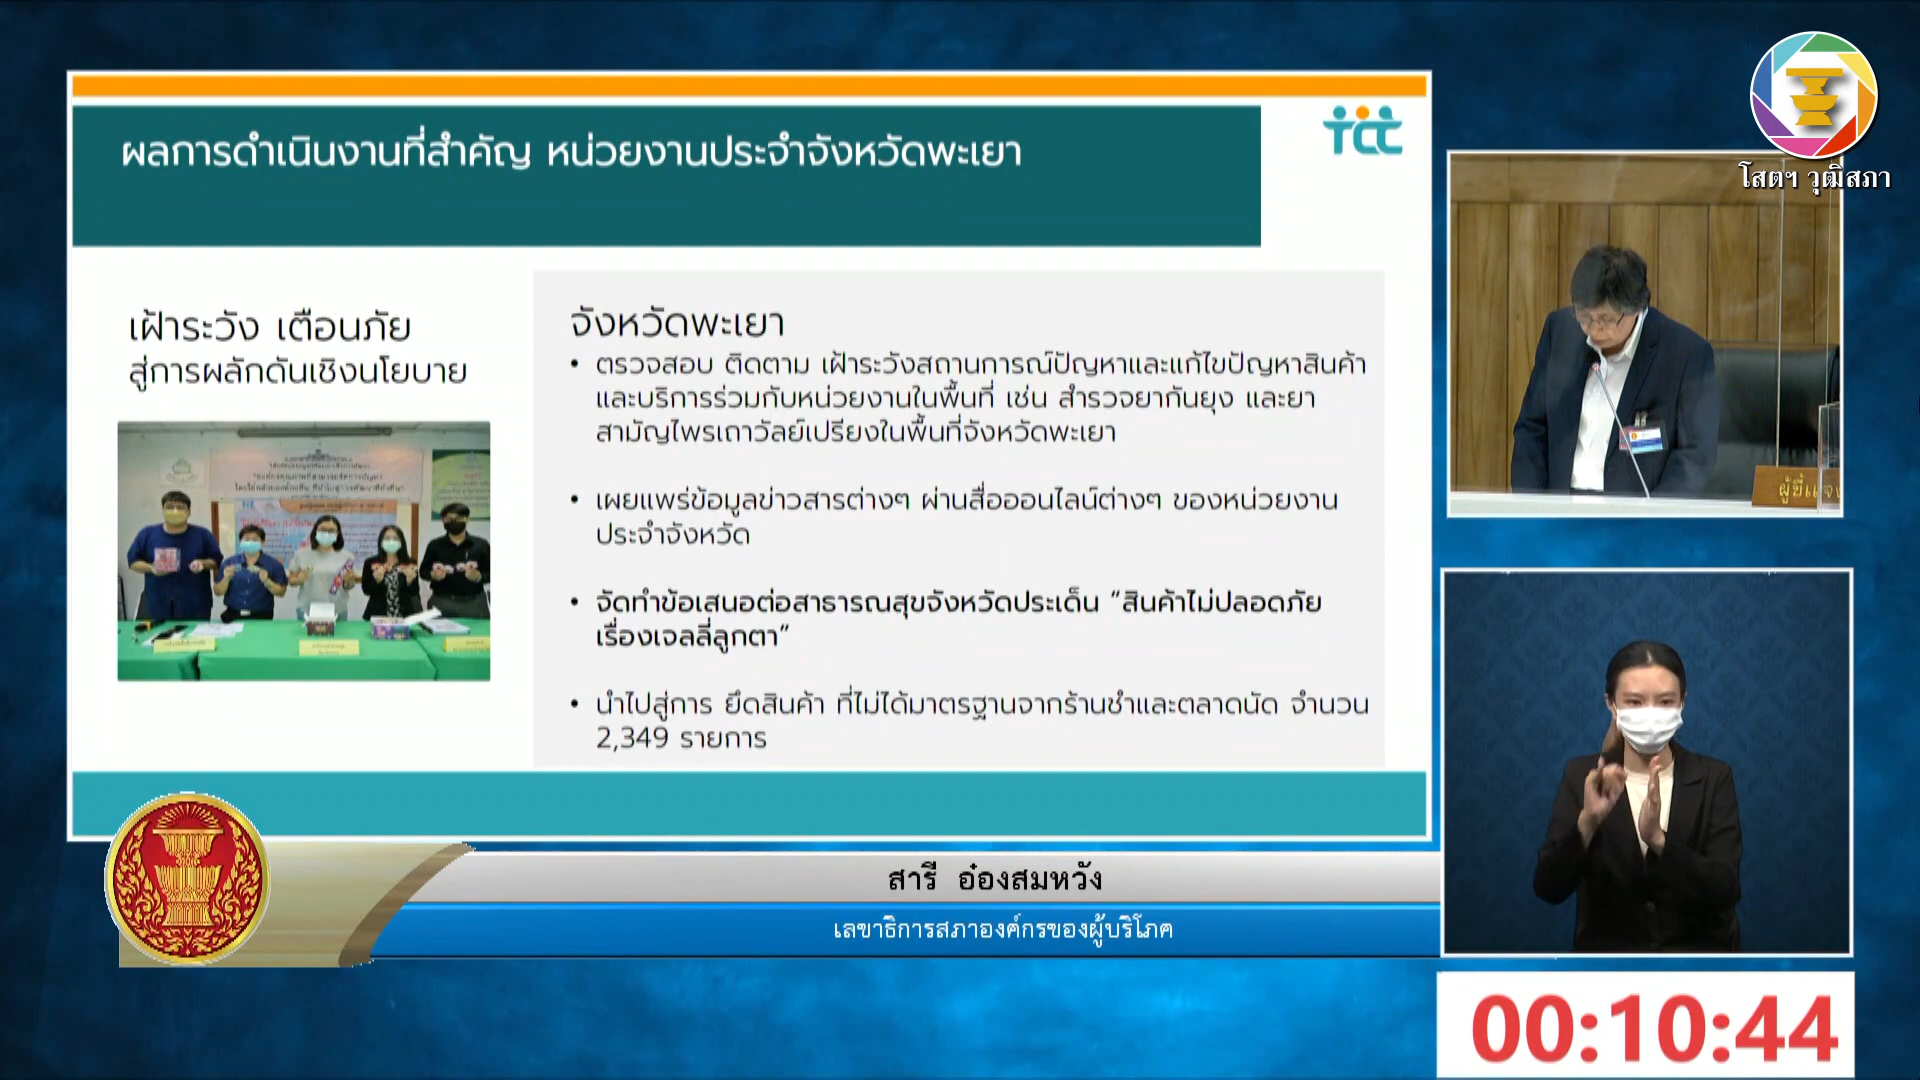 ผลการดำเนินงานที่สำคัญ หน่วยงานประจำจังหวัดพะเยา
tcc
โสตฯ วุฒิสภา
เฝ้าระวัง เตือนภัย
สู่การผลักดันเชิงนโยบาย
จังหวัดพะเยา
• ตรวจสอบ ติดตาม เฝ้าระวังสถานการณ์ปัญหาและแก้ไขปัญหาสินค้า
และบริการร่วมกับหน่วยงานในพื้นที่ เช่น สำรวจยากันยุง และยา
สามัญไพรเถาวัลย์เปรียงในพื้นที่จังหวัดพะเยา
• เผยแพร่ข้อมูลข่าวสารต่างๆ ผ่านสื่อออนไลน์ต่างๆ ของหน่วยงาน
ประจำจังหวัด
• จัดทำข้อเสนอต่อสาธารณสุขจังหวัดประเด็น “สินค้าไม่ปลอดภัย
เรื่องเจลลี่ลูกตา”
• นำไปสู่การ ยึดสินค้า ที่ไม่ได้มาตรฐานจากร้านชำและตลาดนัด จำนวน
2,349 รายการ
สารี อ๋องสมหวัง
เลขาธิการสภาองค์กรของผู้บริโภค
00:10:44